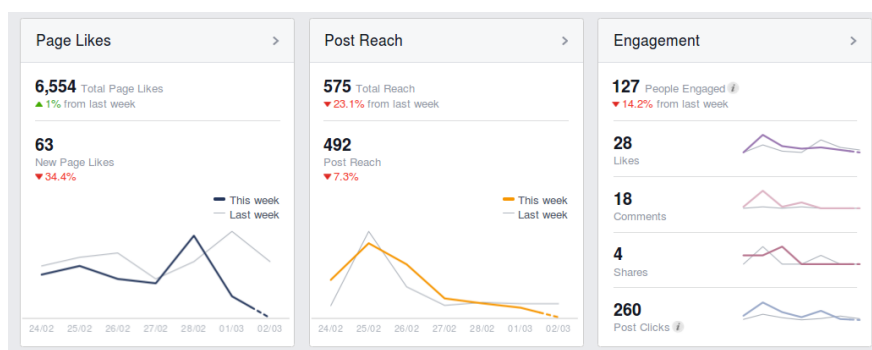 Page Likes
6,554 Total Page Likes
1% from last week
63
New Page Likes
34.4%
This week
Last week
24/02 25/02 26/02 27/02 28/02 01/03 02/03
Post Reach
575 Total Reach
23.1% from last week
492
Post Reach
7.3%
This week
Last week
24/02 25/02 26/02 27/02 28/02 01/03 02/03
Engagement
127 People Engaged i
14.2% from last week
28
Likes
18
Comments
4
Shares
260
Post Clicks i